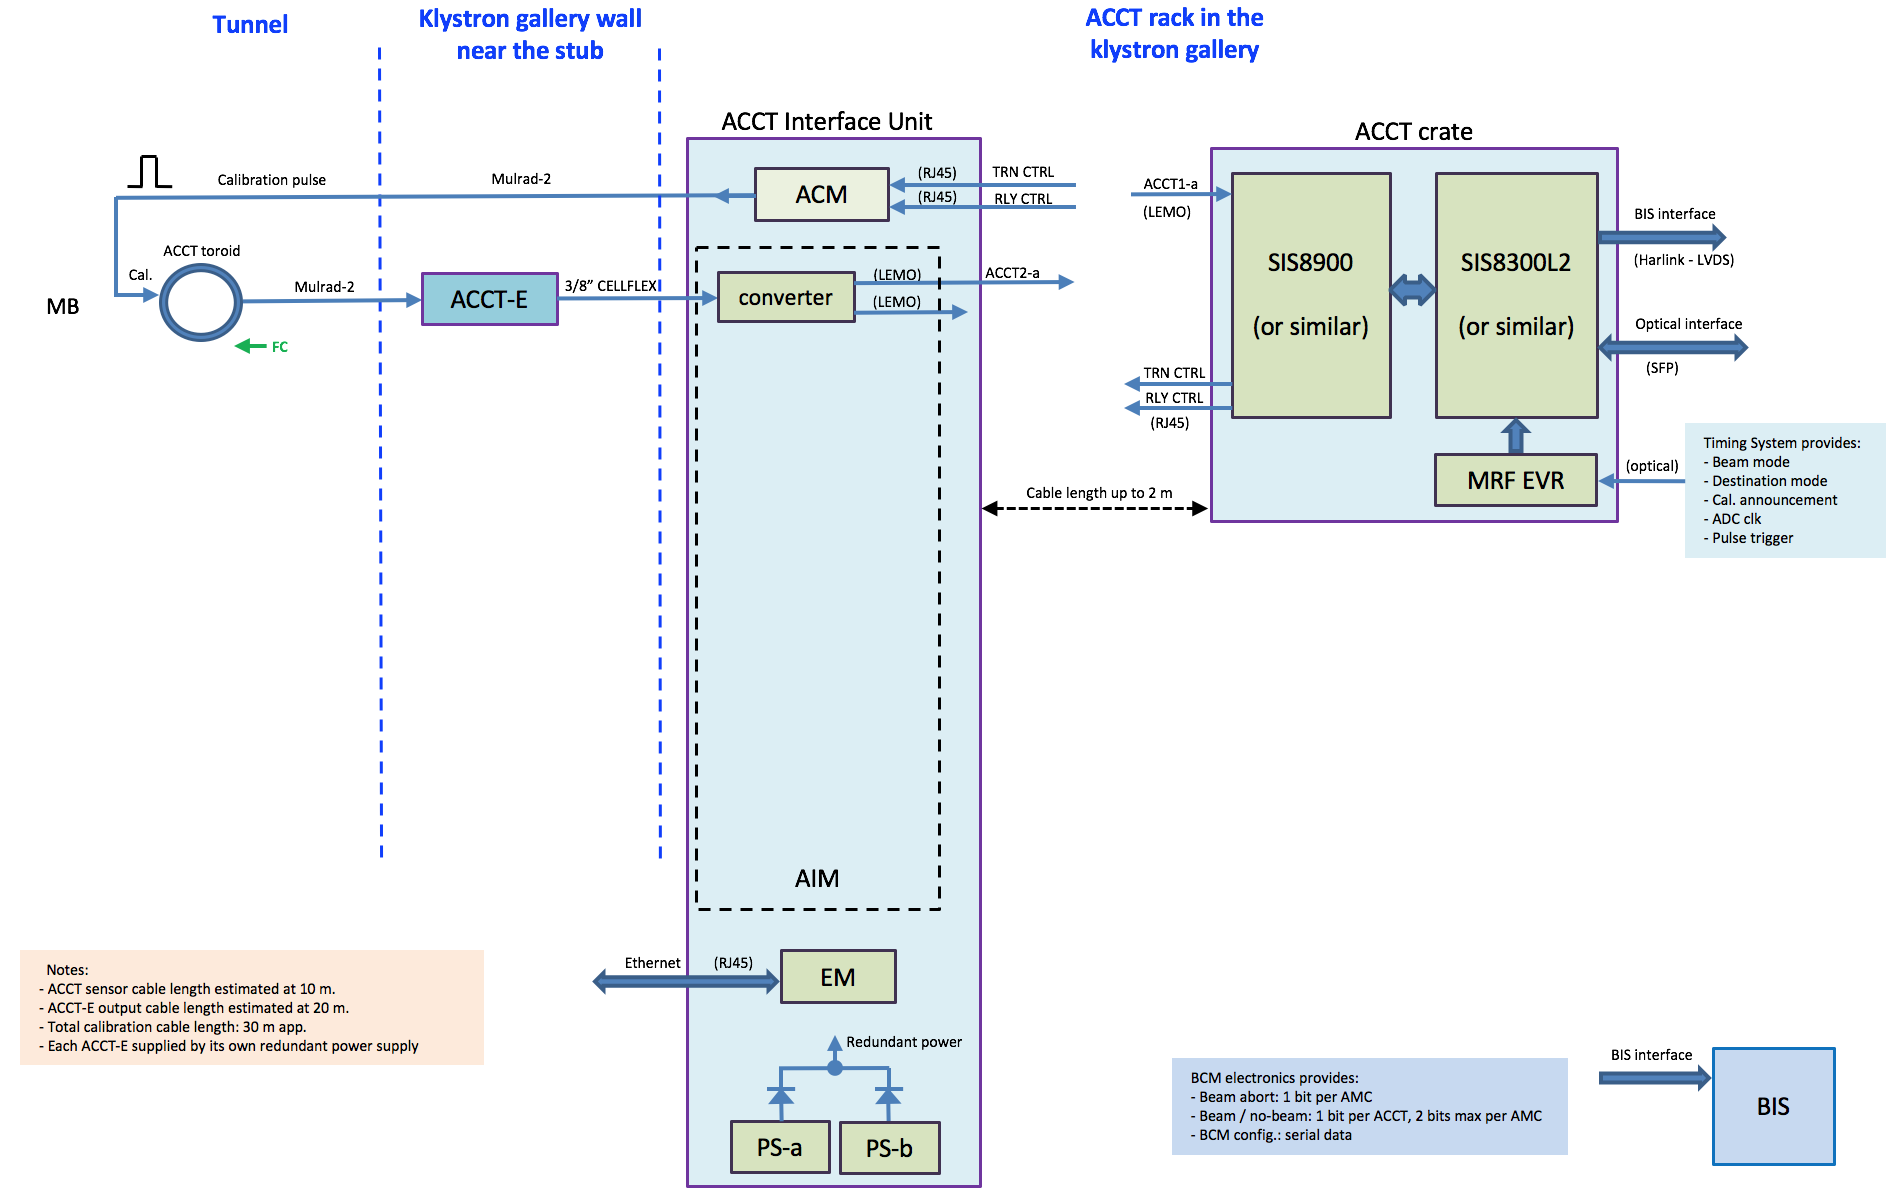 Tunnel
Klystron gallery wall
near the stub
ACCT rack in the
klystron gallery
ACCT Interface Unit
ACCT crate
Calibration pulse
Mulrad-2
ACM
(RJ45)
TRN CTRL
(RJ45)
RLY CTRL
ACCT1-a
(LEMO)
SIS8900
(or similar)
SIS8300L2
(or similar)
BIS interface
(Harlink - LVDS)
Optical interface
(SFP)
ACCT toroid
Cal.
MB
Mulrad-2
FC
ACCT-E
3/8” CELLFLEX
converter
(LEMO)
ACCT2-a
(LEMO)
TRN CTRL
RLY CTRL
(RJ45)
MRF EVR
(optical)
Timing System provides:
- Beam mode
- Destination mode
- Cal. announcement
- ADC clk
- Pulse trigger
Cable length up to 2 m
AIM
Ethernet
(RJ45)
EM
Redundant power
PS-a
PS-b
Notes:
- ACCT sensor cable length estimated at 10 m.
- ACCT-E output cable length estimated at 20 m.
- Total calibration cable length: 30 m app.
- Each ACCT-E supplied by its own redundant power supply
BCM electronics provides:
- Beam abort: 1 bit per AMC
- Beam / no-beam: 1 bit per ACCT, 2 bits max per AMC
- BCM config.: serial data
BIS interface
BIS